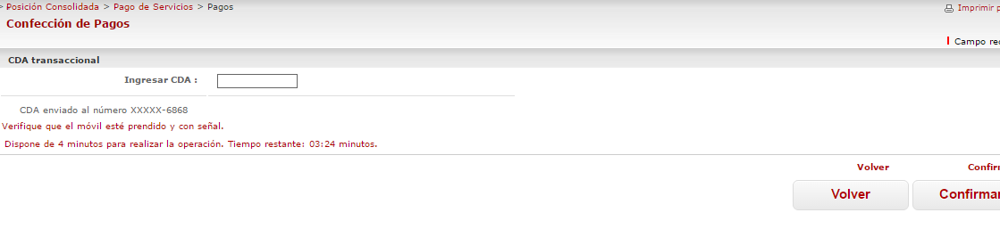 > Posición Consolidada > Pago de Servicios > Pagos
Imprimir p
Confección de Pagos
Campo re
CDA transaccional
Ingresar CDA :
CDA enviado al número XXXXX-6868
Verifique que el móvil esté prendido y con señal.
Dispone de 4 minutos para realizar la operación. Tiempo restante: 03:24 minutos.
Volver Confirm
Volver Confirmar